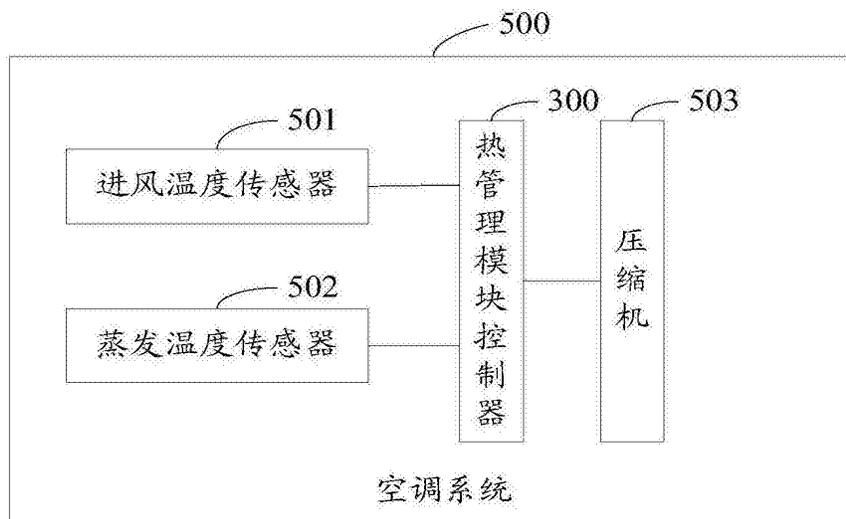 500
501
进风温度传感器
502
蒸发温度传感器
300
热管理模块控制器
503
压缩机
空调系统